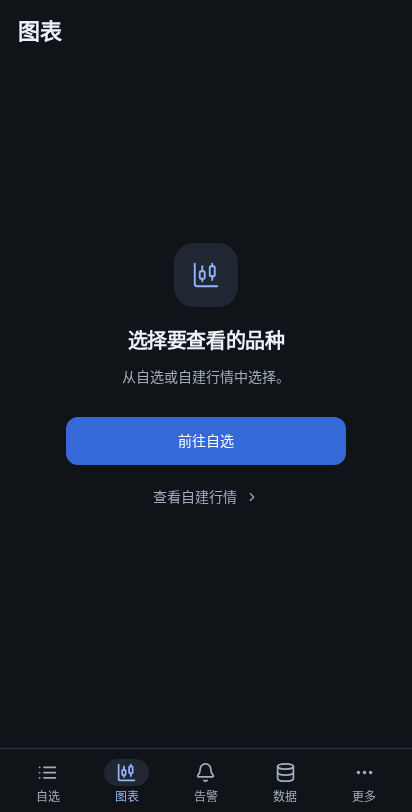 图表
选择要查看的品种
从自选或自建行情中选择。
前往自选
查看自建行情
自选
图表
告警
数据
更多